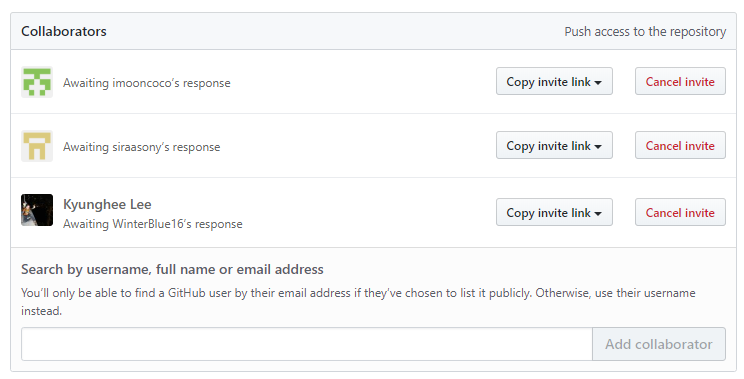 Collaborators Push access to the repository
Awaiting imooncoco’s response Copy invite link Cancel invite
Awaiting siraasony’s response Copy invite link Cancel invite
Kyunghee Lee
Awaiting WinterBlue16’s response Copy invite link Cancel invite
Search by username, full name or email address
You’ll only be able to find a GitHub user by their email address if they’ve chosen to list it publicly. Otherwise, use their username
instead.
Add collaborator